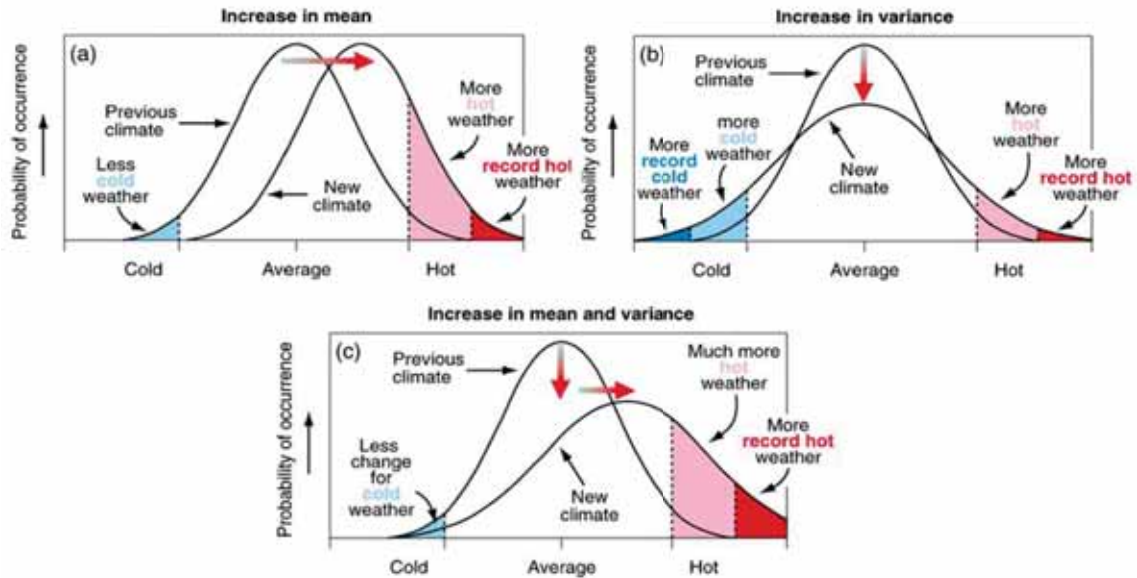 Increase in mean
(a)
Probability of occurrence
Previous
climate
Less
cold
weather
New
climate
More
hot
weather
More
record hot
weather
Cold
Average
Hot
Increase in variance
(b)
Probability of occurrence
Previous
climate
More
record
cold
weather
more
cold
weather
New
climate
More
hot
weather
More
record hot
weather
Cold
Average
Hot
Increase in mean and variance
(c)
Probability of occurrence
Previous
climate
Less
change
for
cold
weather
New
climate
Much more
hot
weather
More
record hot
weather
Cold
Average
Hot